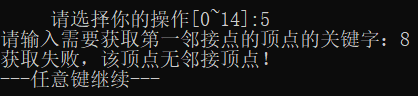 请选择你的操作[0~14]:5
请输入需要获取第一邻接点的顶点的关键字：8
获取失败，该顶点无邻接顶点！
---任意键继续---